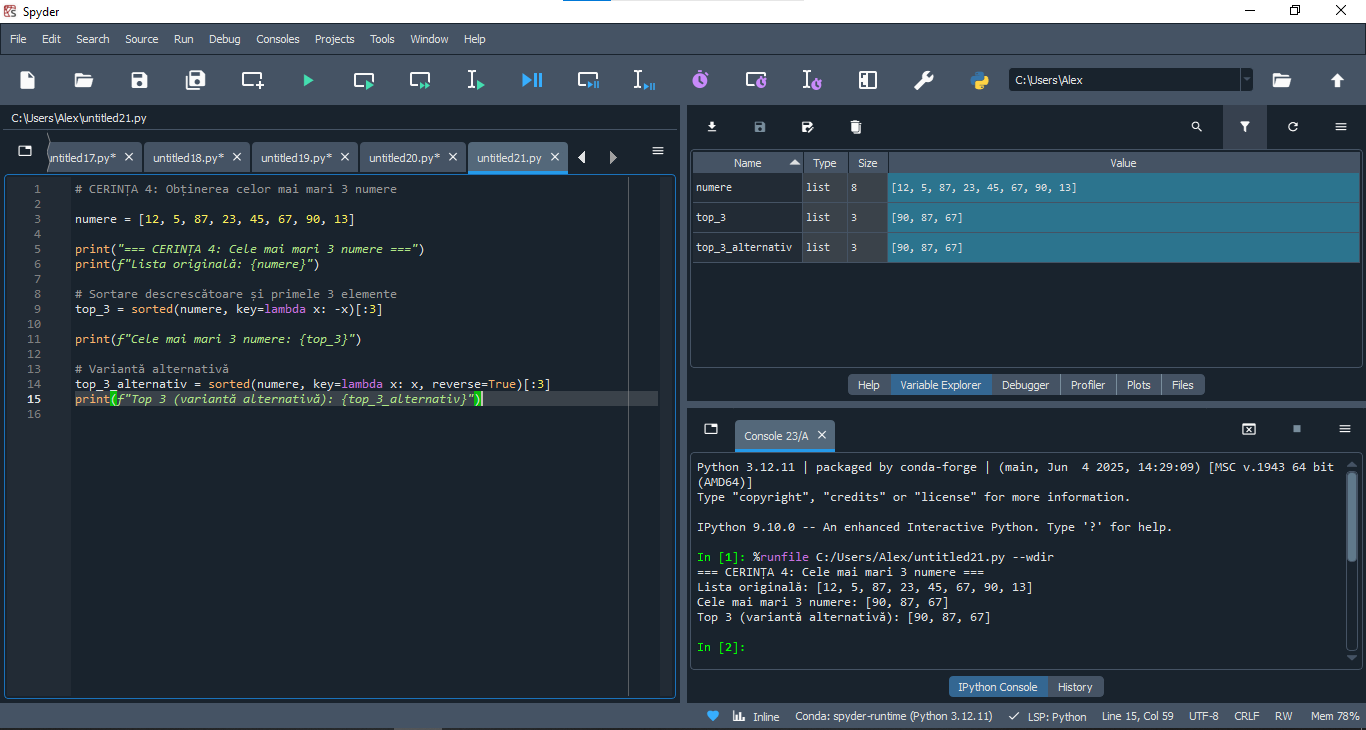 Spyder
File Edit Search Source Run Debug Consoles Projects Tools Window Help
C:\Users\Alex
C:\Users\Alex\untitled21.py
untitled17.py* untitled18.py* untitled19.py* untitled20.py* untitled21.py
1 # CERINȚA 4: Obținerea celor mai mari 3 numere
2
3 numere = [12, 5, 87, 23, 45, 67, 90, 13]
4
5 print("=== CERINȚA 4: Cele mai mari 3 numere ===")
6 print(f"Lista originală: {numere}")
7
8 # Sortare descrescătoare și primele 3 elemente
9 top_3 = sorted(numere, key=lambda x: -x)[:3]
10
11 print(f"Cele mai mari 3 numere: {top_3}")
12
13 # Variantă alternativă
14 top_3_alternativ = sorted(numere, key=lambda x: x, reverse=True)[:3]
15 print(f"Top 3 (variantă alternativă): {top_3_alternativ}")
16
Name Type Size Value
numere list 8 [12, 5, 87, 23, 45, 67, 90, 13]
top_3 list 3 [90, 87, 67]
top_3_alternativ list 3 [90, 87, 67]
Help Variable Explorer Debugger Profiler Plots Files
Console 23/A
Python 3.12.11 | packaged by conda-forge | (main, Jun  4 2025, 14:29:09) [MSC v.1943 64 bit
(AMD64)]
Type "copyright", "credits" or "license" for more information.
IPython 9.10.0 -- An enhanced Interactive Python. Type '?' for help.
In [1]: %runfile C:/Users/Alex/untitled21.py --wdir
=== CERINȚA 4: Cele mai mari 3 numere ===
Lista originală: [12, 5, 87, 23, 45, 67, 90, 13]
Cele mai mari 3 numere: [90, 87, 67]
Top 3 (variantă alternativă): [90, 87, 67]
In [2]:
IPython Console History
Inline Conda: spyder-runtime (Python 3.12.11) LSP: Python Line 15, Col 59 UTF-8 CRLF RW Mem 78%